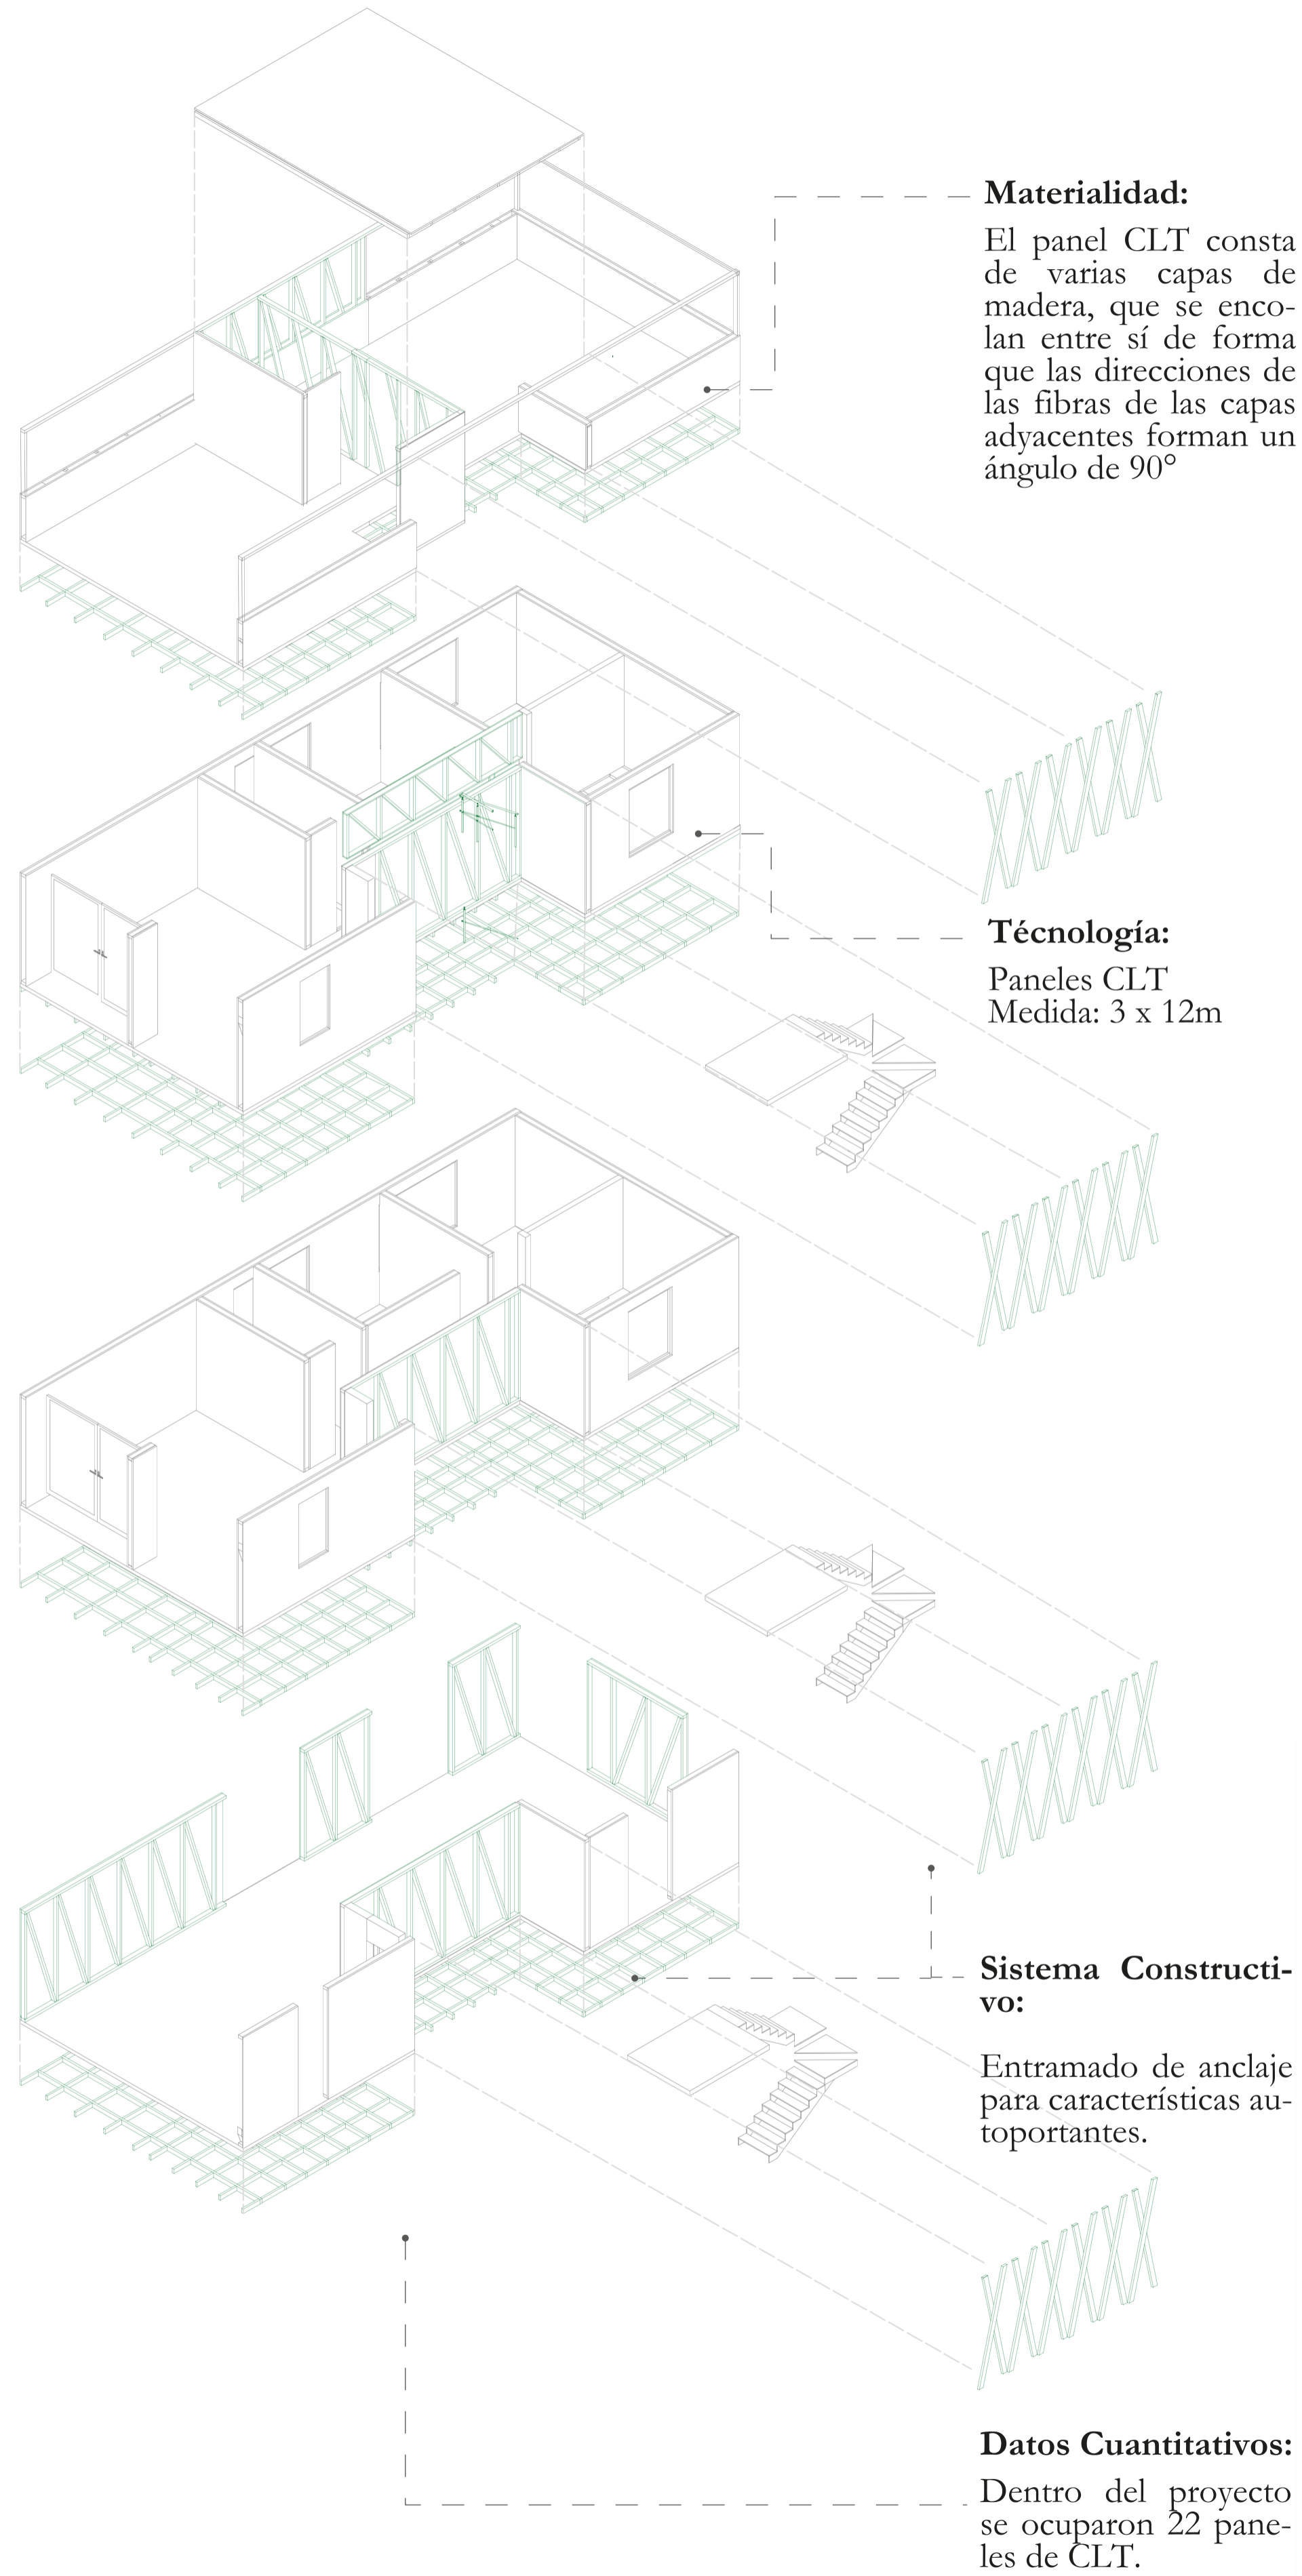 Materialidad:
El panel CLT consta
de varias capas de
madera, que se enco-
lan entre sí de forma
que las direcciones de
las fibras de las capas
adyacentes forman un
ángulo de 90°
Técnología:
Paneles CLT
Medida: 3 x 12m
Sistema Constructi-
vo:
Entramado de anclaje
para características au-
toportantes.
Datos Cuantitativos:
Dentro del proyecto
se ocuparon 22 pane-
les de CLT.